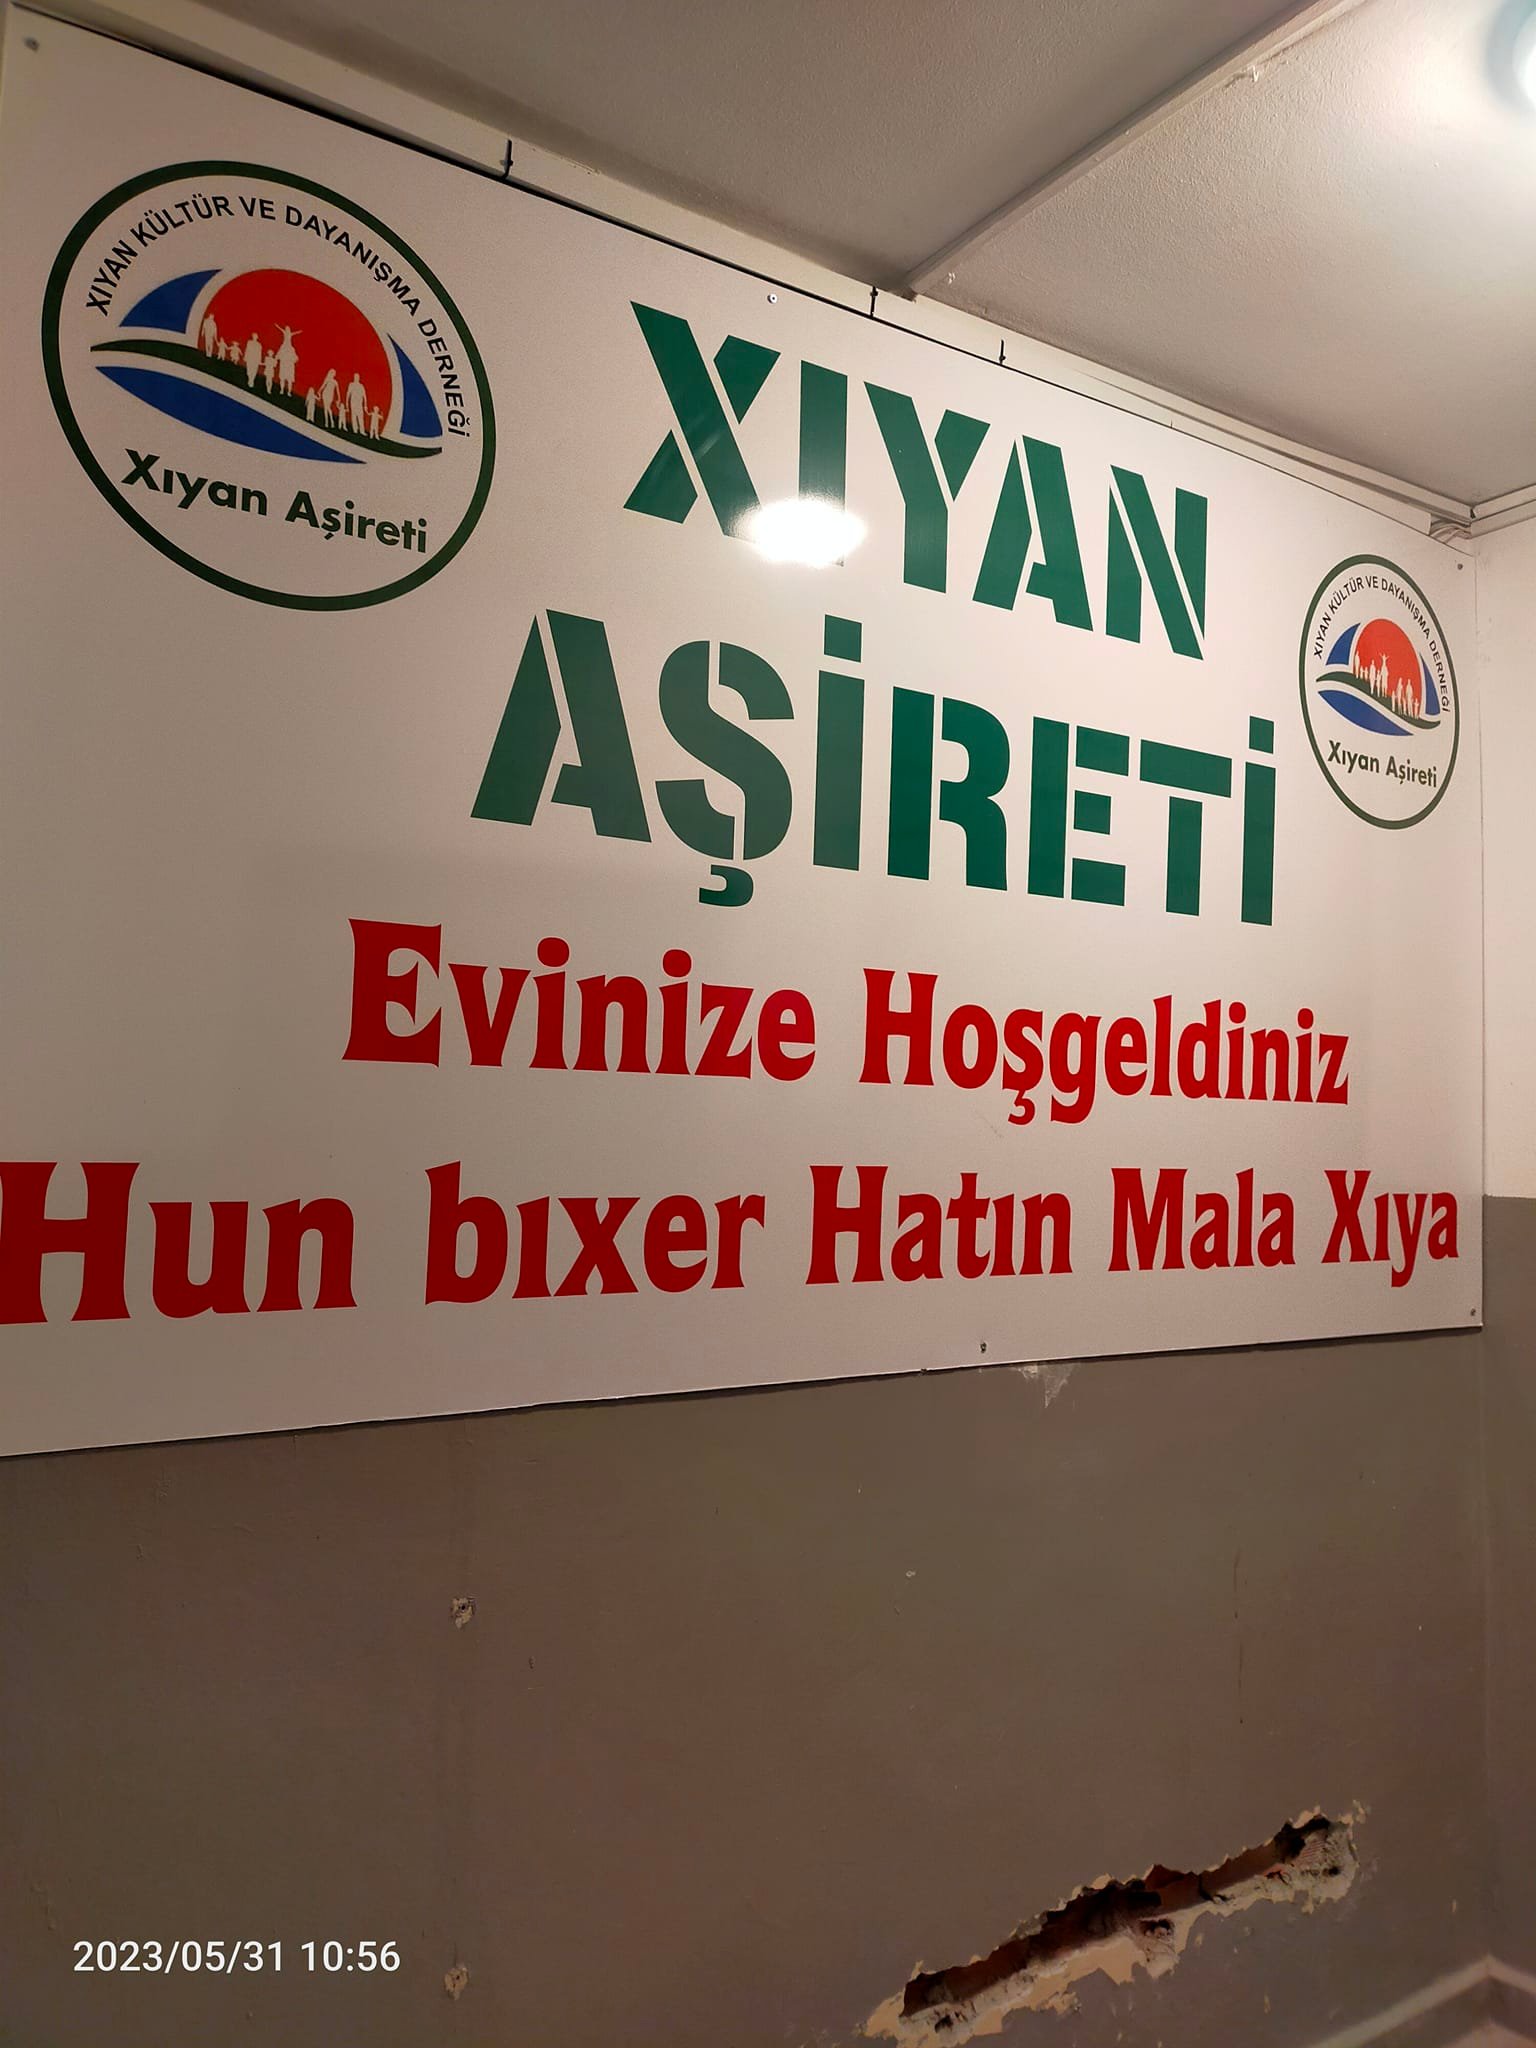 XIYAN KÜLTÜR VE DAYANIŞMA DERNEĞİ
Xıyan Aşireti
XIYAN
AŞİRETİ
XIYAN KÜLTÜR VE DAYANIŞMA DERNEĞİ
Xıyan Aşireti
Evinize Hoşgeldiniz
Hun bıxer Hatın Mala Xıya
2023/05/31 10:56